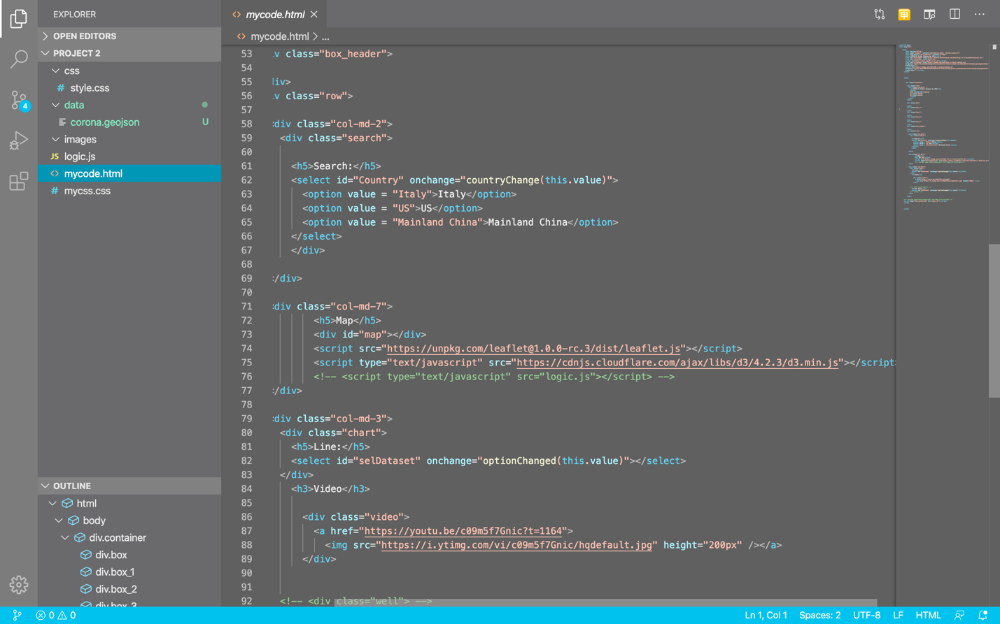 EXPLORER
OPEN EDITORS
PROJECT 2
css
# style.css
data
corona.geojson U
images
JS logic.js
<> mycode.html
# mycss.css
OUTLINE
html
body
div.container
div.box
div.box_1
div.box_2
div.box_3
4
<> mycode.html ×
申
<> mycode.html > ...
53 .v class="box_header">
54
55 liv>
56 .v class="row">
57
58 :div class="col-md-2">
59 <div class="search">
60
61 <h5>Search:</h5>
62 <select id="Country" onchange="countryChange(this.value)">
63 <option value = "Italy">Italy</option>
64 <option value = "US">US</option>
65 <option value = "Mainland China">Mainland China</option>
66 </select>
67 </div>
68
69 :/div>
70
71 :div class="col-md-7">
72 <h5>Map</h5>
73 <div id="map"></div>
74 <script src="https://unpkg.com/leaflet@1.0.0-rc.3/dist/leaflet.js"></script>
75 <script type="text/javascript" src="https://cdnjs.cloudflare.com/ajax/libs/d3/4.2.3/d3.min.js"></script
76 <!-- <script type="text/javascript" src="logic.js"></script> -->
77 :/div>
78
79 :div class="col-md-3">
80 <div class="chart">
81 <h5>Line:</h5>
82 <select id="selDataset" onchange="optionChanged(this.value)"></select>
83 </div>
84 <h3>Video</h3>
85
86 <div class="video">
87 <a href="https://youtu.be/c09m5f7Gnic?t=1164">
88 <img src="https://i.ytimg.com/vi/c09m5f7Gnic/hqdefault.jpg" height="200px" /></a>
89 </div>
90
91
92 <!-- <div class="well"> -->
0 0 Ln 1, Col 1 Spaces: 2 UTF-8 LF HTML